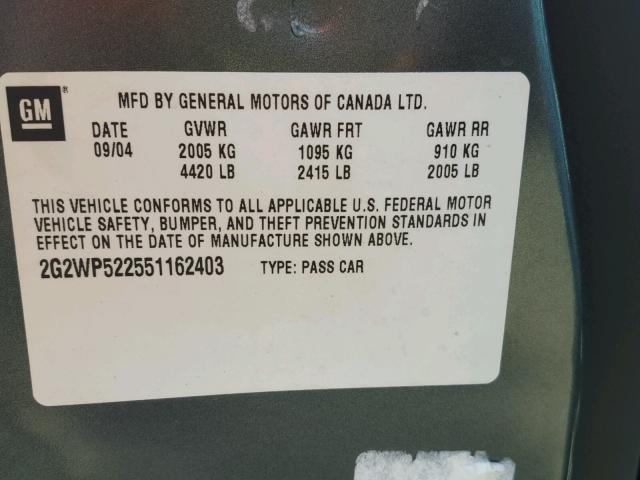 GM ® MFD BY GENERAL MOTORS OF CANADA LTD.
DATE GVWR GAWR FRT GAWR RR
09/04 2005 KG 1095 KG 910 KG
4420 LB 2415 LB 2005 LB
THIS VEHICLE CONFORMS TO ALL APPLICABLE U.S. FEDERAL MOTOR
VEHICLE SAFETY, BUMPER, AND THEFT PREVENTION STANDARDS IN
EFFECT ON THE DATE OF MANUFACTURE SHOWN ABOVE.
2G2WP522551162403 TYPE: PASS CAR